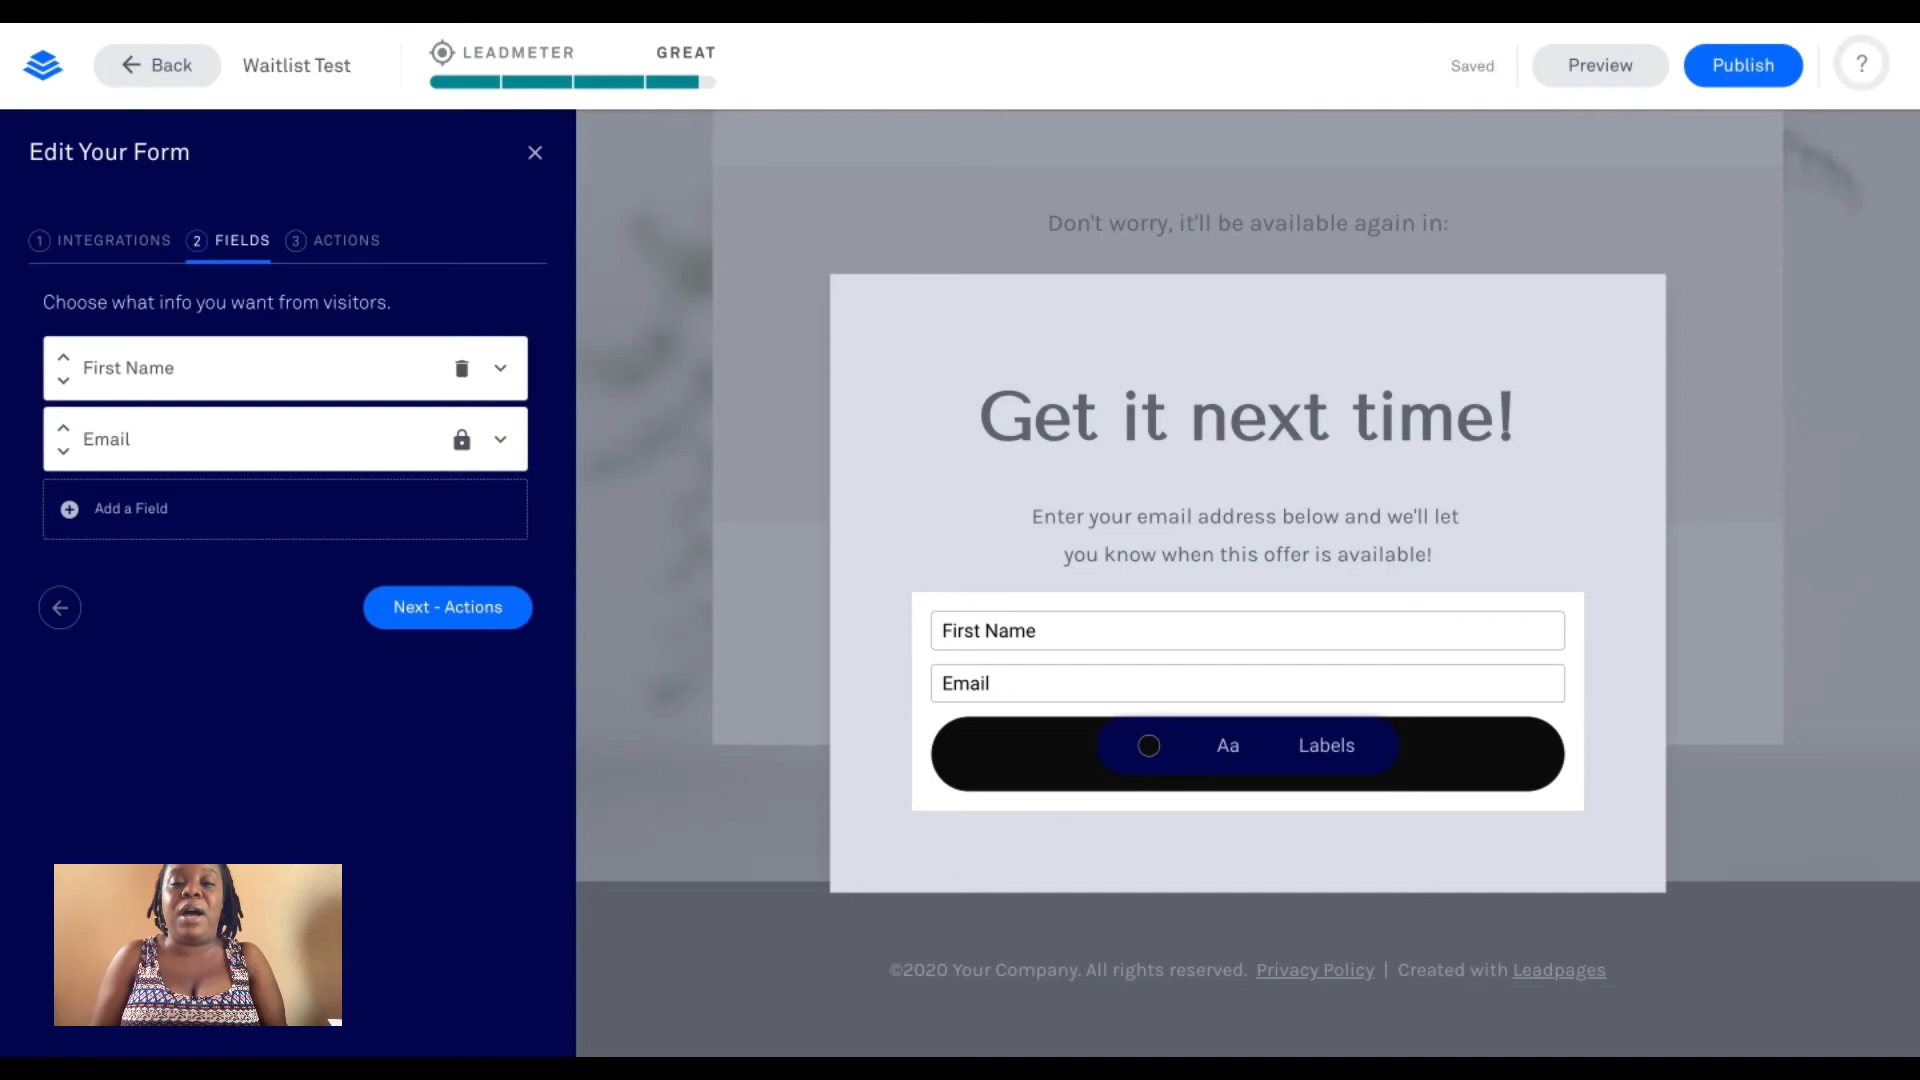 Back
Waitlist Test
LEADMETER
GREAT
Saved
Preview
Publish
?
Edit Your Form
1 INTEGRATIONS
2 FIELDS
3 ACTIONS
Choose what info you want from visitors.
First Name
Email
Add a Field
Next - Actions
Don't worry, it'll be available again in:
Get it next time!
Enter your email address below and we'll let
you know when this offer is available!
First Name
Email
Aa
Labels
©2020 Your Company. All rights reserved. Privacy Policy | Created with Leadpages